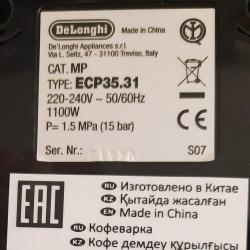 DeLonghi
Made in China
De'Longhi Appliances s.r.l.
Via L. Seitz, 47 - 31100 Treviso, Italy
CAT. MP
TYPE: ECP35.31
220-240V ~ 50/60Hz
1100W
P= 1.5 MPa (15 bar)
Ser. Nr.:
S07
EAC
RU Изготовлено в Китае
KZ Қытайда жасалған
EN Made in China
RU Кофеварка
KZ Кофе демдеу құрылғысы